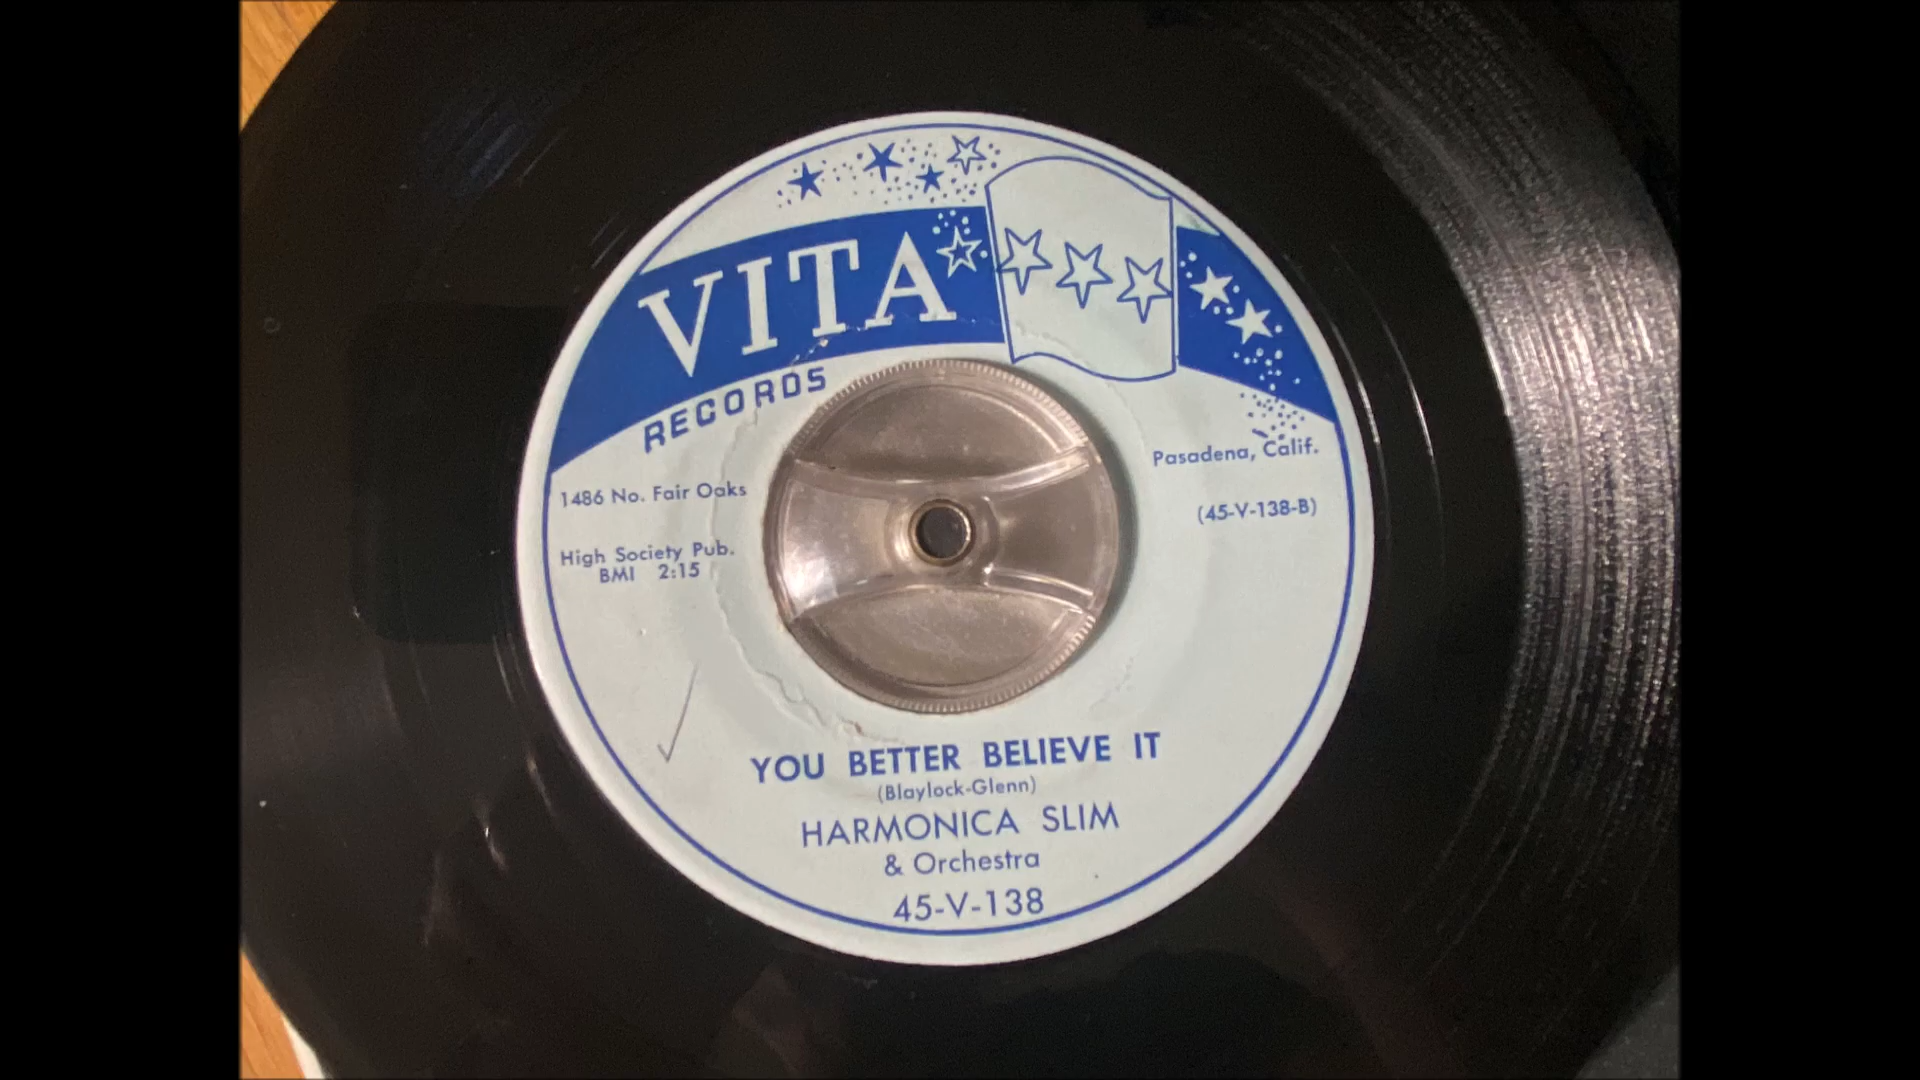 VITA
RECORDS
1486 No. Fair Oaks
Pasadena, Calif.
(45-V-138-B)
High Society Pub.
BMI 2:15
YOU BETTER BELIEVE IT
(Blaylock-Glenn)
HARMONICA SLIM
& Orchestra
45-V-138